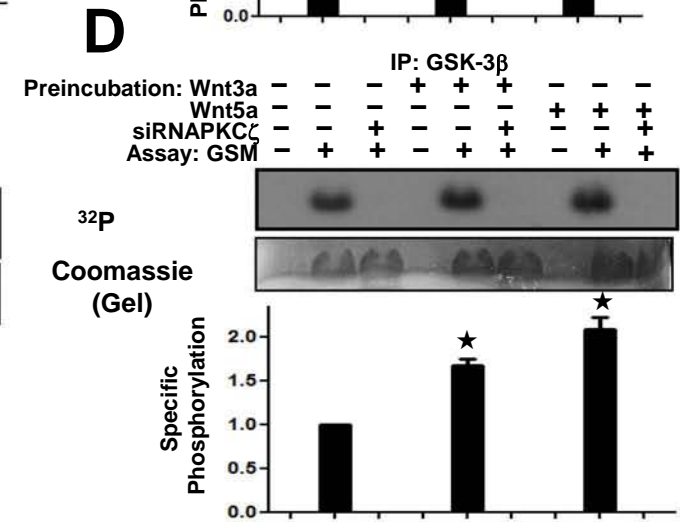 0.0
D
IP: GSK-3β
Preincubation: Wnt3a - - - + + + - - -
Wnt5a - - - - - - + + +
siRNAPKCζ - - + - - + - - +
Assay: GSM - + + - + + - + +
32P
Coomassie
(Gel)
★
★
2.0
1.5
1.0
0.5
0.0
Specific
Phosphorylation